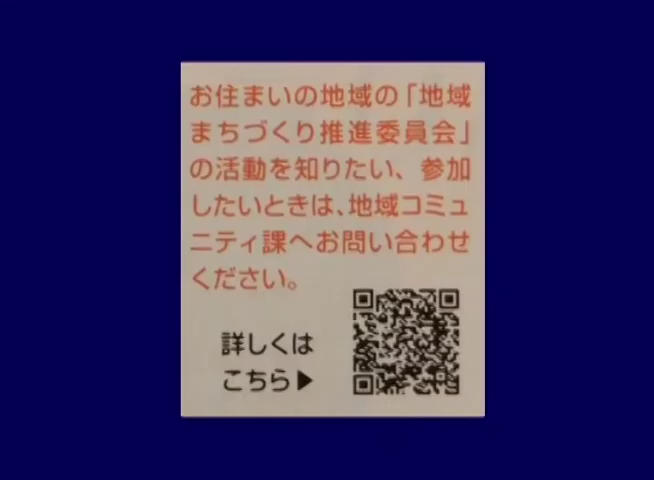 お住まいの地域の「地域
まちづくり推進委員会」
の活動を知りたい、参加
したいときは、地域コミュ
ニティ課へお問い合わせ
ください。
詳しくは
こちら▶